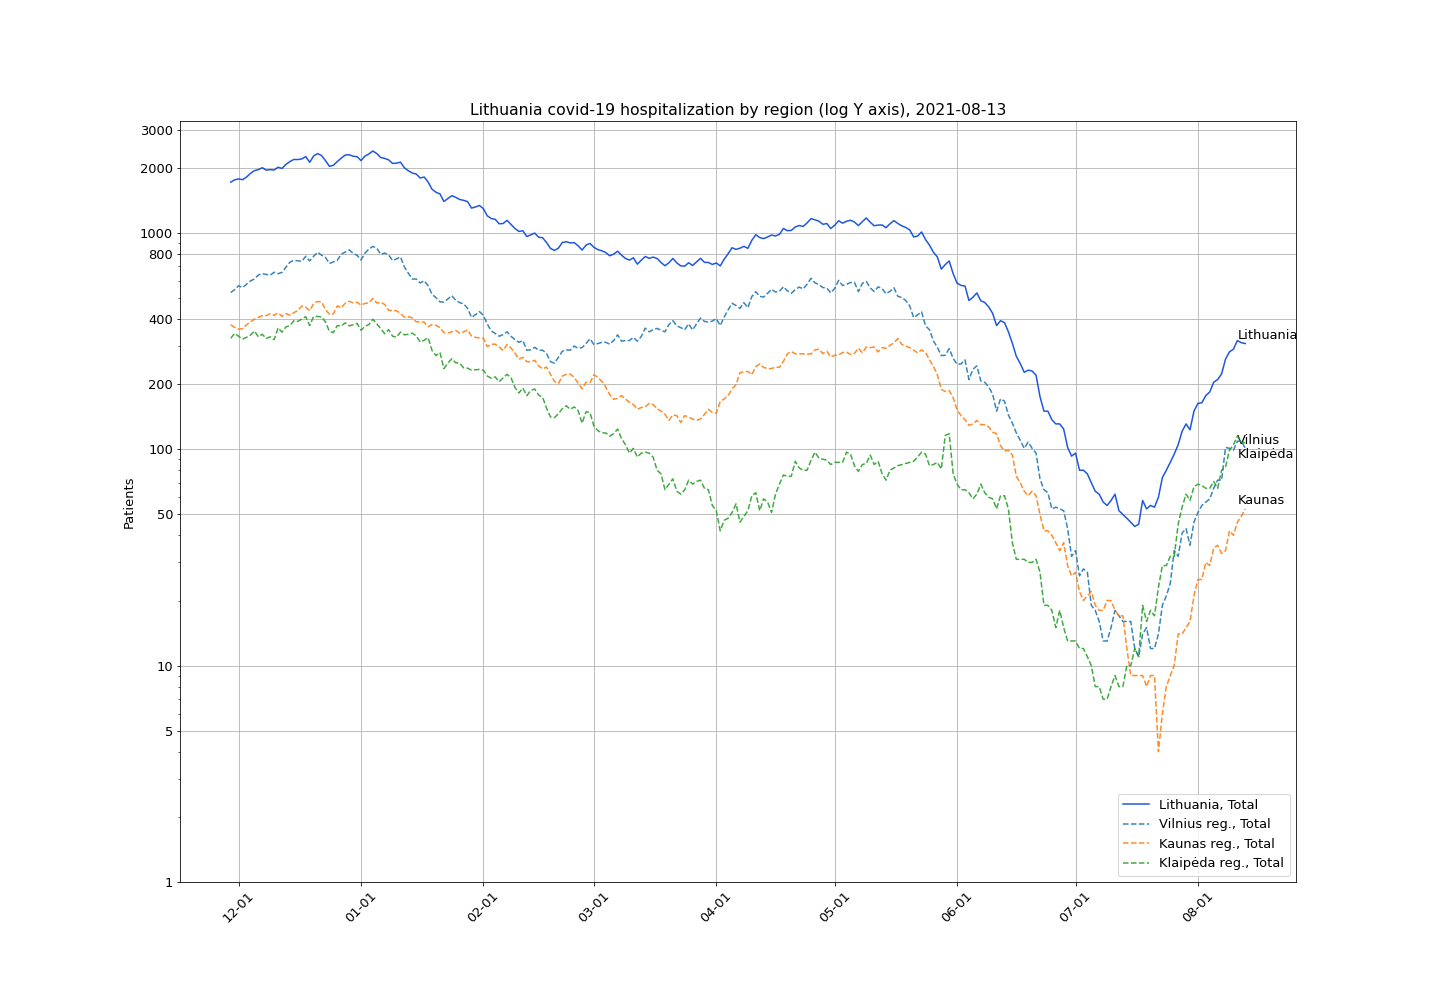 Lithuania covid-19 hospitalization by region (log Y axis), 2021-08-13
3000
2000
1000
800
400
200
100
50
10
5
1
Patients
Lithuania
Vilnius
Klaipėda
Kaunas
Lithuania, Total
Vilnius reg., Total
Kaunas reg., Total
Klaipėda reg., Total
12-01
01-01
02-01
03-01
04-01
05-01
06-01
07-01
08-01